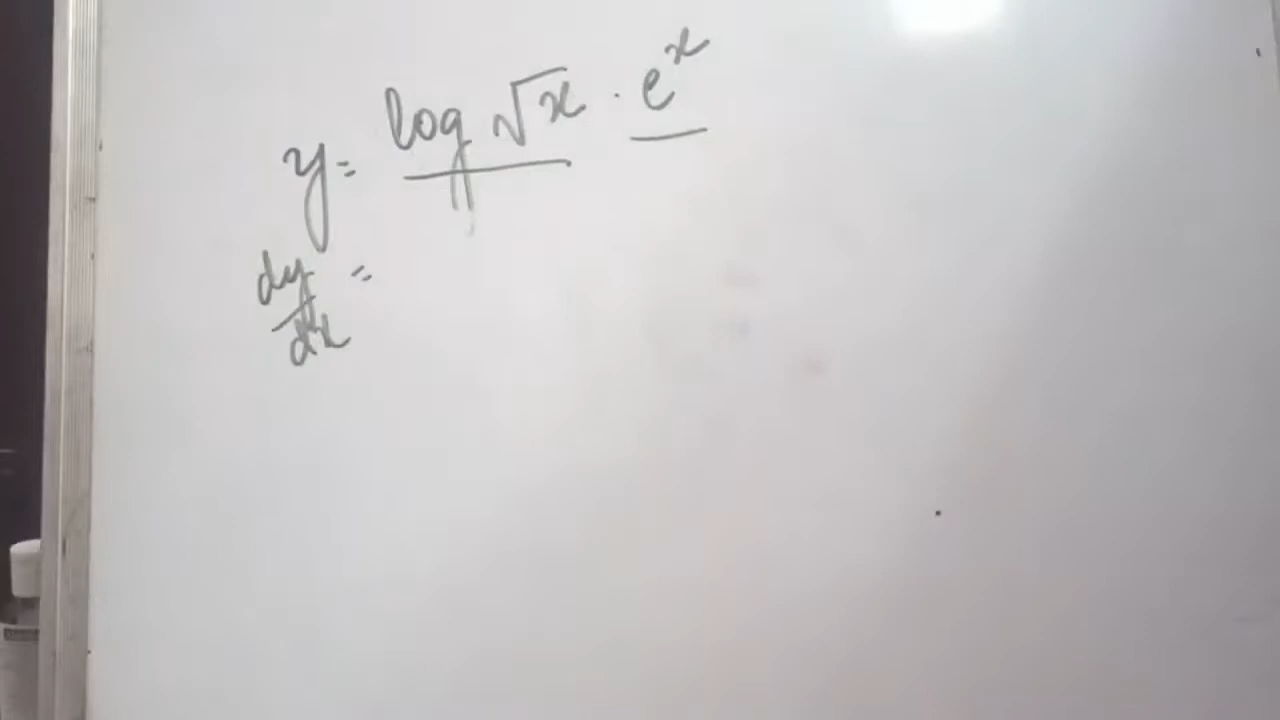 y = log √x · e^x
dy/dx =